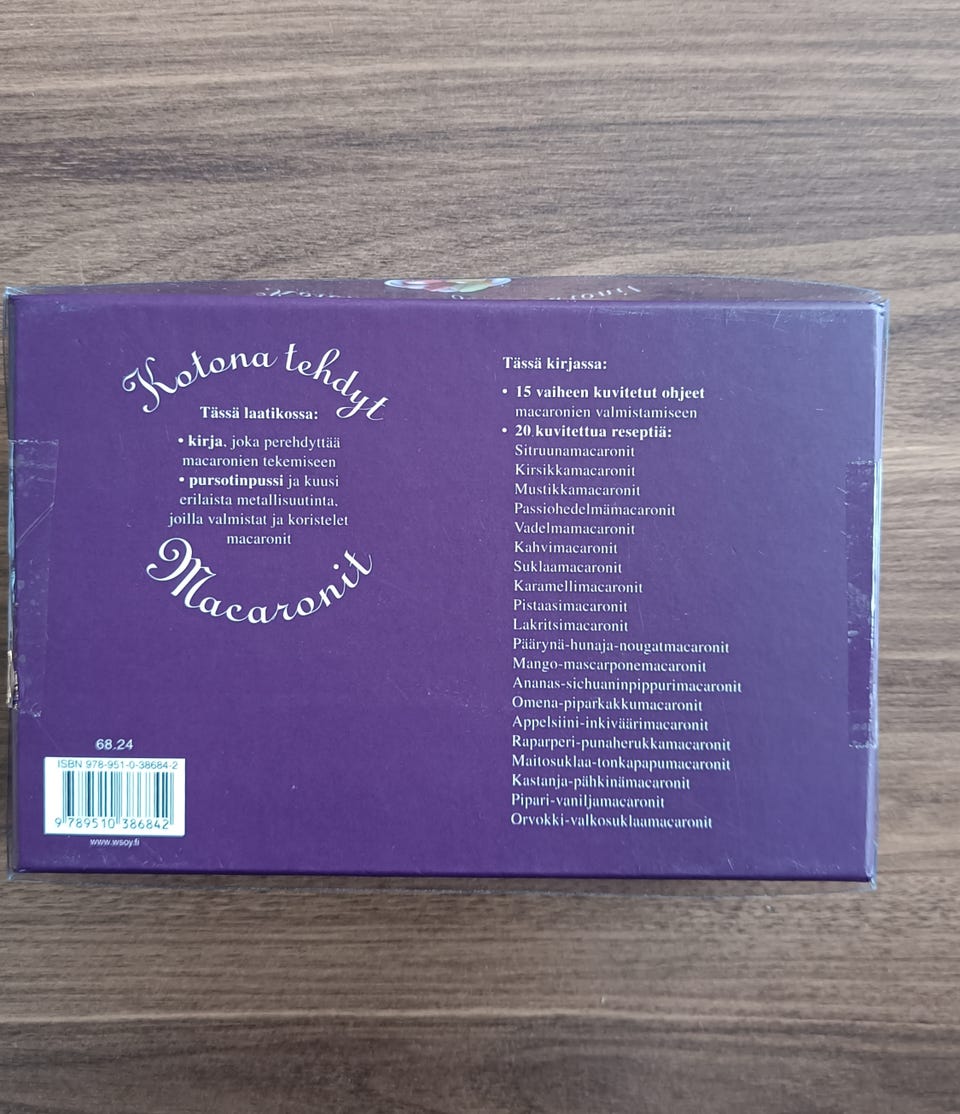 Kotona tehdyt
Tässä laatikossa:
• kirja, joka perehdyttää
macaronien tekemiseen
• pursotinpussi ja kuusi
erilaista metallisuutinta,
joilla valmistat ja koristelet
macaronit
Macaronit
68.24
ISBN 978-951-0-38684-2
9 789510 386842
www.wsoy.fi
Tässä kirjassa:
• 15 vaiheen kuvitetut ohjeet
macaronien valmistamiseen
• 20 kuvitettua reseptiä:
Sitruunamacaronit
Kirsikkamacaronit
Mustikkamacaronit
Passiohedelmämacaronit
Vadelmamacaronit
Kahvimacaronit
Suklaamacaronit
Karamellimacaronit
Pistaasimacaronit
Lakritsimacaronit
Päärynä-hunaja-nougatmacaronit
Mango-mascarponemacaronit
Ananas-sichuaninpippurimacaronit
Omena-piparkakkumacaronit
Appelsiini-inkiväärimacaronit
Raparperi-punaherukkamacaronit
Maitosuklaa-tonkapapumacaronit
Kastanja-pähkinämacaronit
Pipari-vaniljamacaronit
Orvokki-valkosuklaamacaronit